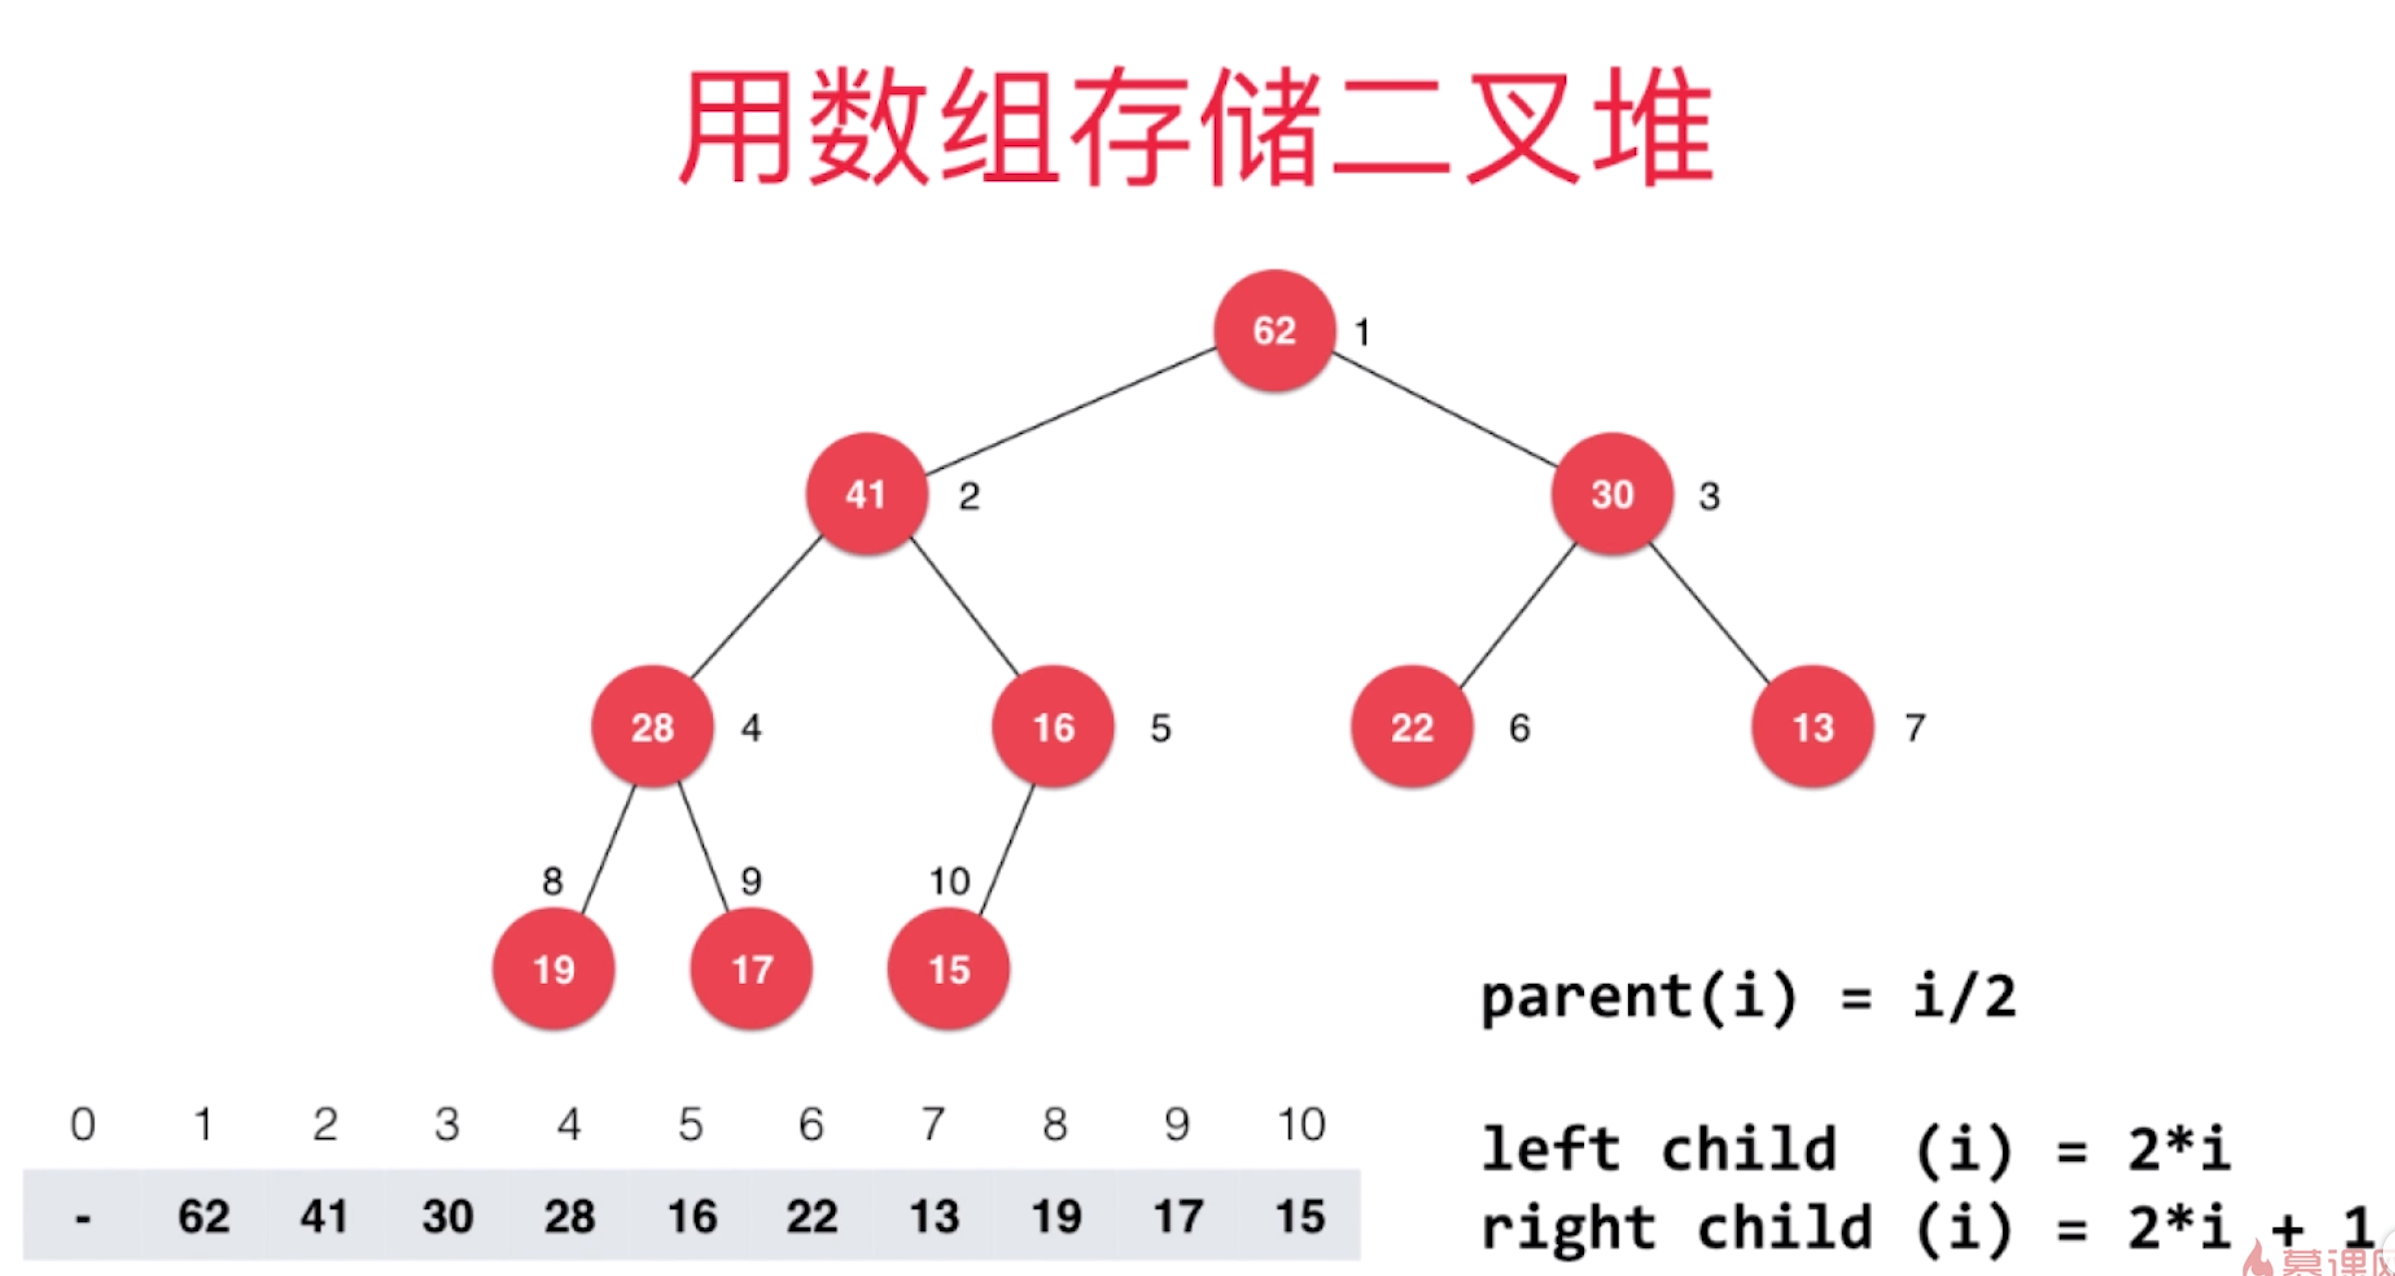 用数组存储二叉堆
62 1
41 2 30 3
28 4 16 5 22 6 13 7
8 9 10
19 17 15
parent(i) = i/2
left child (i) = 2*i
right child (i) = 2*i + 1
0 1 2 3 4 5 6 7 8 9 10
- 62 41 30 28 16 22 13 19 17 15
慕课网